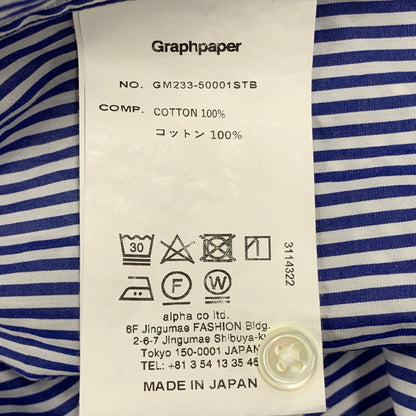 Graphpaper
NO. GM233-50001STB
COMP. COTTON 100%
コットン 100%
30
F W
3114322
alpha co ltd.
6F Jingumae FASHION Bldg.
2-6-7 Jingumae Shibuya-ku
Tokyo 150-0001 JAPAN
TEL: +81 3 54 13 35 46
MADE IN JAPAN